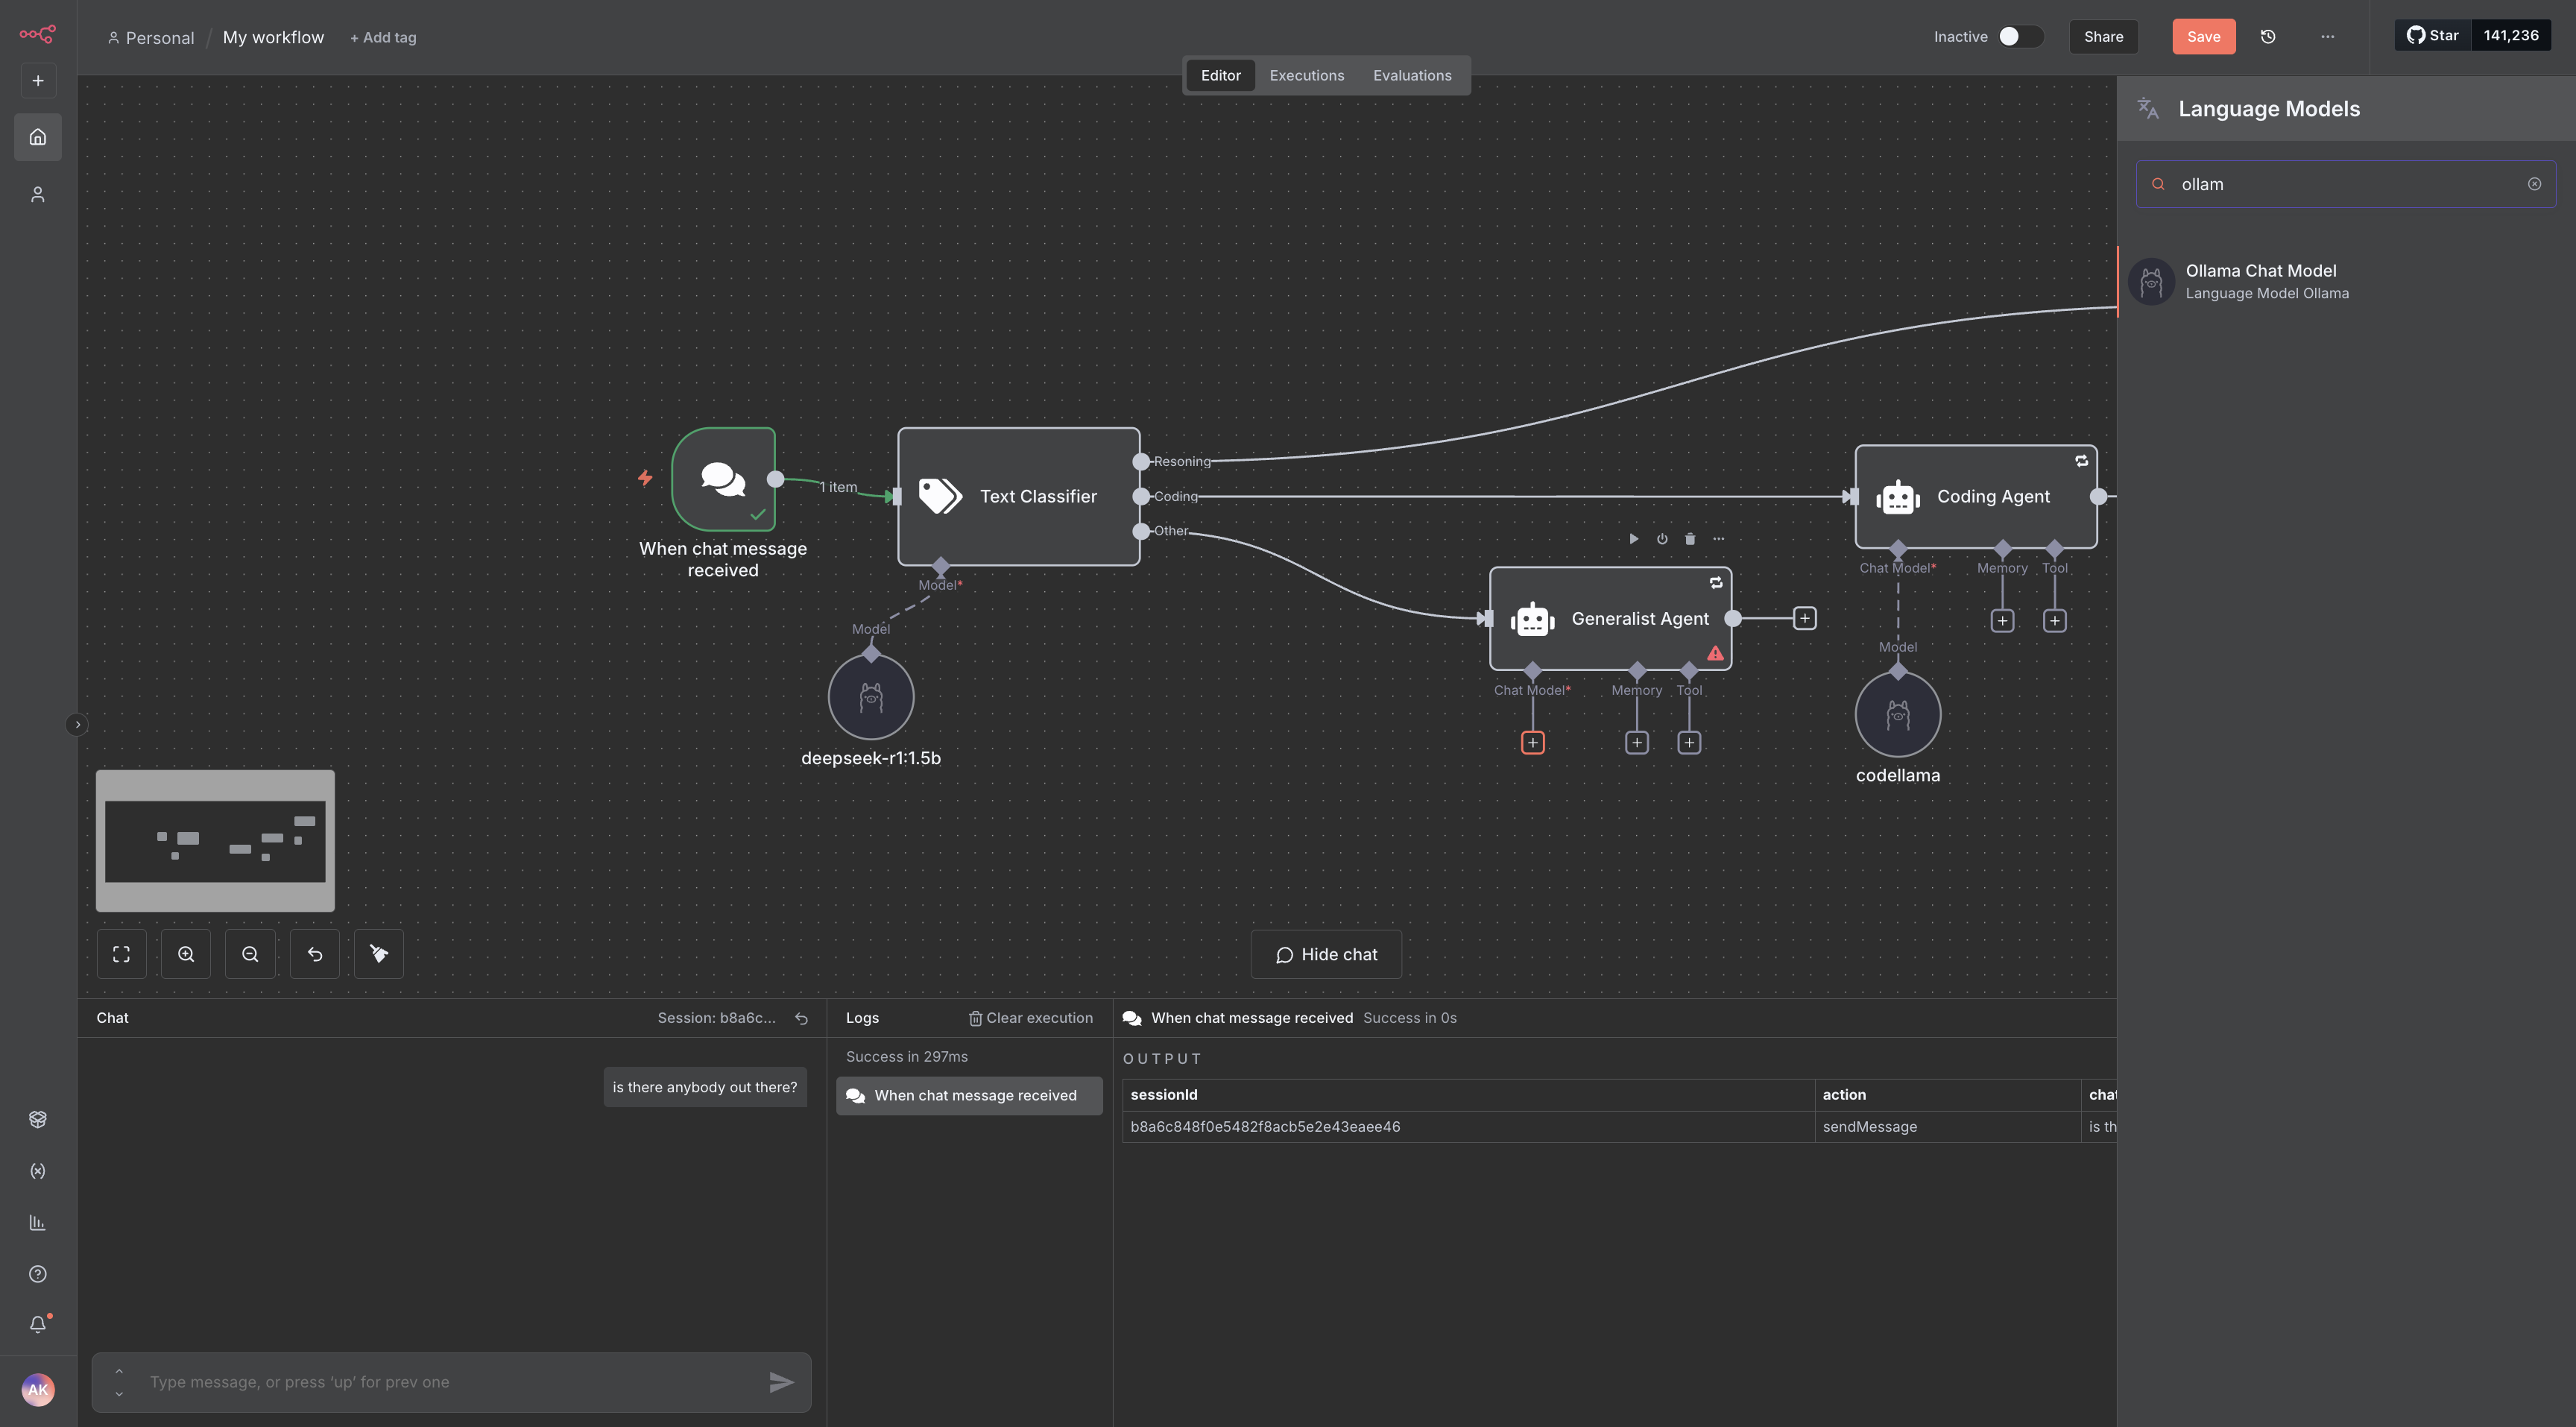 Personal / My workflow + Add tag
Inactive Share Save ... Star 141,236
Editor Executions Evaluations
Language Models
ollam
Ollama Chat Model
Language Model Ollama
1 item
When chat message
received
Text Classifier
Resoning
Coding
Other
Model*
Model
deepseek-r1:1.5b
Generalist Agent
Chat Model* Memory Tool
Coding Agent
Chat Model* Memory Tool
Model
codellama
Hide chat
Chat Session: b8a6c...
is there anybody out there?
Type message, or press ‘up’ for prev one
Logs Clear execution
Success in 297ms
When chat message received
When chat message received Success in 0s
OUTPUT
sessionId action chat
b8a6c848f0e5482f8acb5e2e43eaee46 sendMessage is th
AK